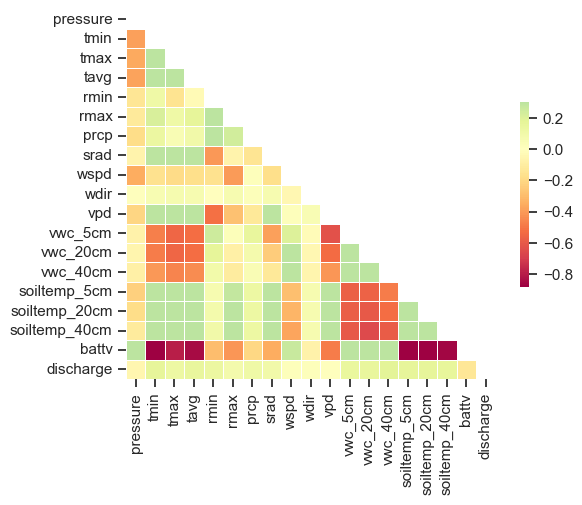 pressure
tmin
tmax
tavg
rmin
rmax
prcp
srad
wspd
wdir
vpd
vwc_5cm
vwc_20cm
vwc_40cm
soiltemp_5cm
soiltemp_20cm
soiltemp_40cm
battv
discharge
pressure
tmin
tmax
tavg
rmin
rmax
prcp
srad
wspd
wdir
vpd
vwc_5cm
vwc_20cm
vwc_40cm
soiltemp_5cm
soiltemp_20cm
soiltemp_40cm
battv
discharge
0.2
0.0
−0.2
−0.4
−0.6
−0.8